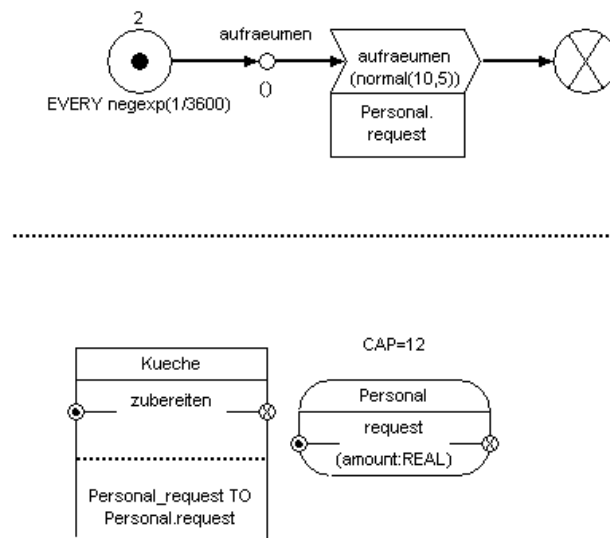 2
aufraeumen
EVERY negexp(1/3600)
()
aufraeumen
(normal(10,5))
Personal.
request
Kueche
zubereiten
Personal_request TO
Personal.request
CAP=12
Personal
request
(amount:REAL)